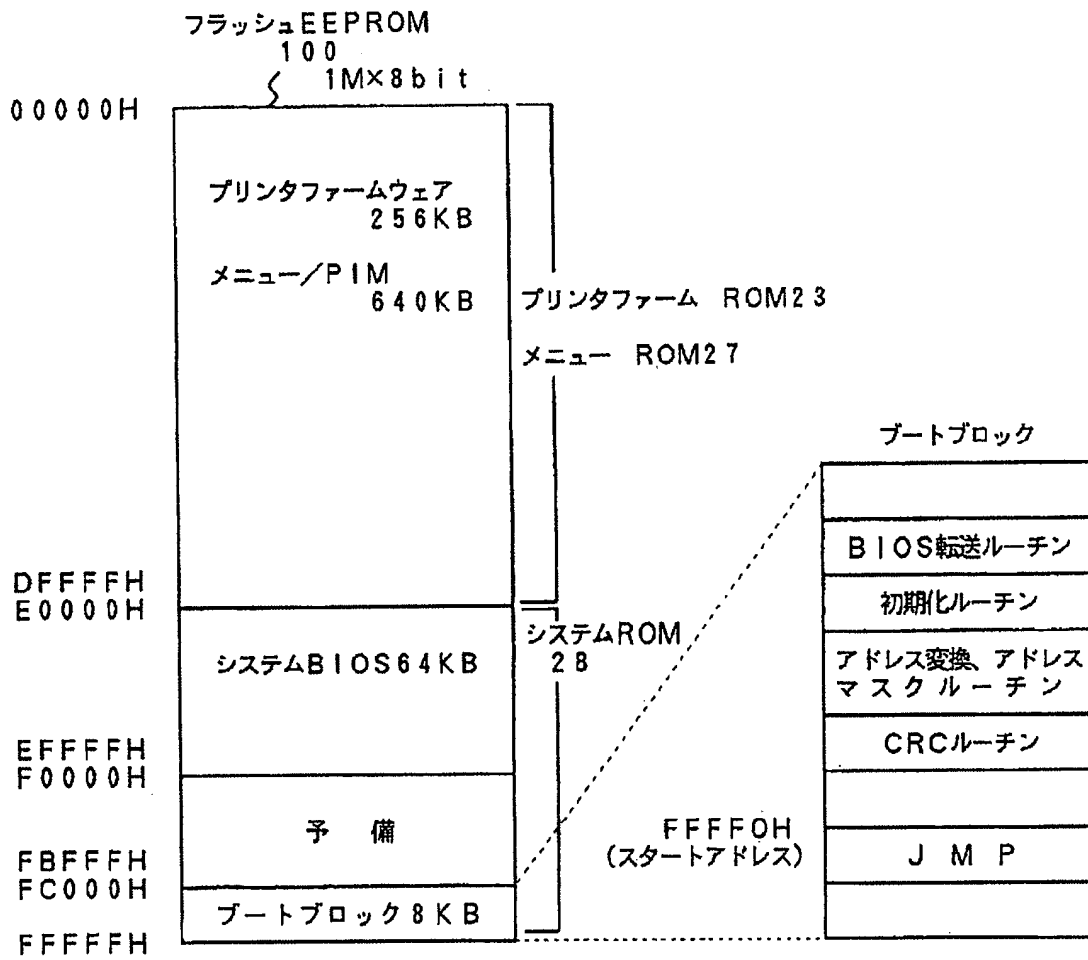 フラッシュEEPROM
100
1M×8bit
00000H
プリンタファームウェア
256KB
メニュー/PIM
640KB
プリンタファーム ROM23
メニュー ROM27
DFFFFH
E0000H
システムBIOS64KB
システムROM
28
EFFFFH
F0000H
予 備
FBFFFH
FC000H
ブートブロック8KB
FFFFFH
ブートブロック
BIOS転送ルーチン
初期化ルーチン
アドレス変換、アドレス
マスクルーチン
CRCルーチン
FFFF0H
(スタートアドレス)
JMP